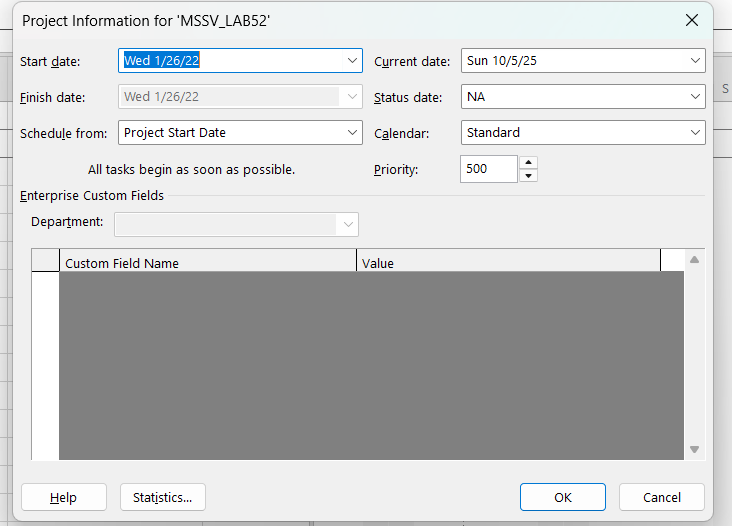 Project Information for 'MSSV_LAB52'
Start date: Wed 1/26/22 Current date: Sun 10/5/25
S
Finish date: Wed 1/26/22 Status date: NA
Schedule from: Project Start Date Calendar: Standard
All tasks begin as soon as possible. Priority: 500
Enterprise Custom Fields
Department:
Custom Field Name Value
Help Statistics... OK Cancel